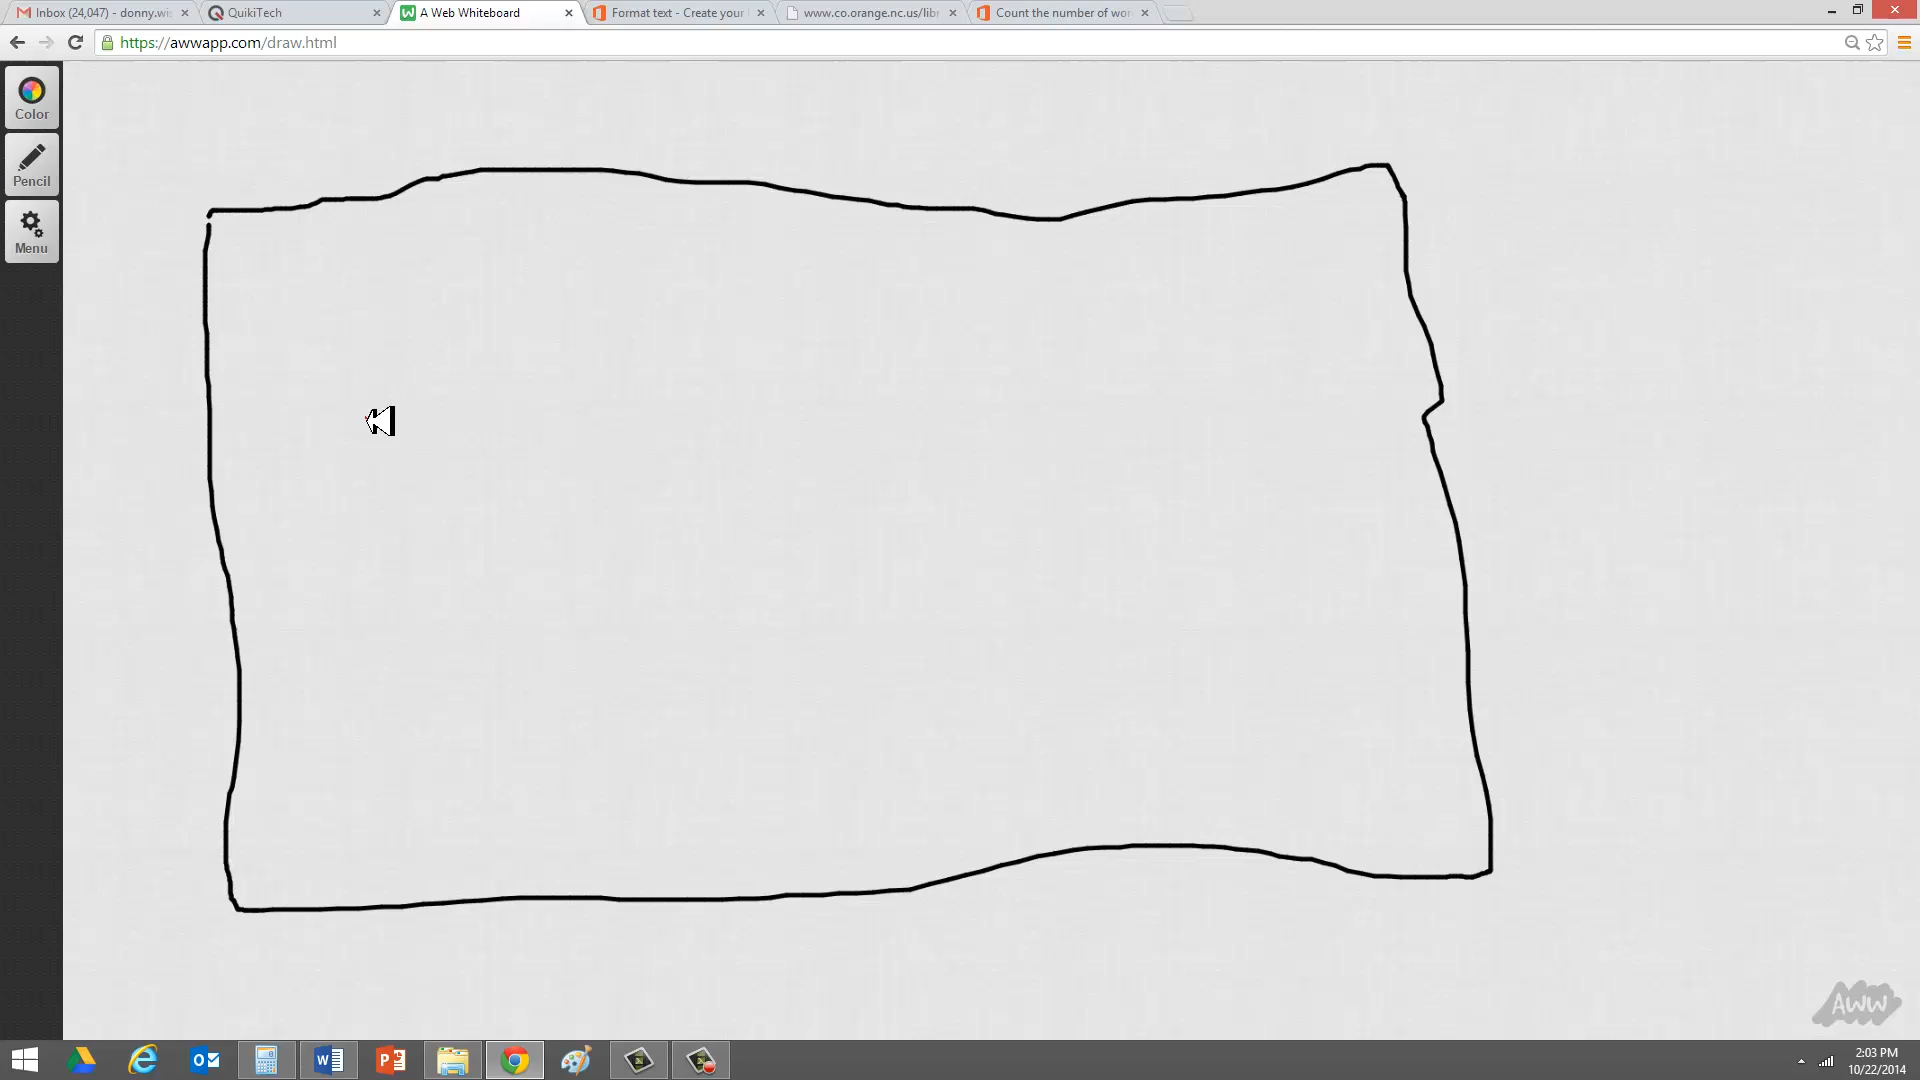 Inbox (24,047) - donny.wi
QuikiTech
A Web Whiteboard
Format text - Create your
www.co.orange.nc.us/libr
Count the number of wor
https://awwapp.com/draw.html
Color
Pencil
Menu
AWW
2:03 PM
10/22/2014